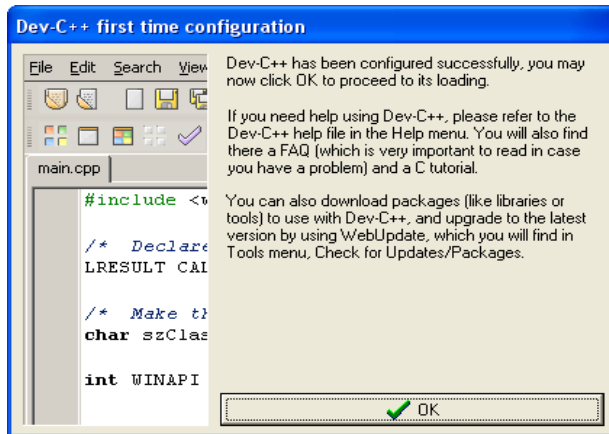 Dev-C++ first time configuration
File Edit Search View
main.cpp
#include <w
/* Declare
LRESULT CAL
/* Make th
char szClas
int WINAPI
Dev-C++ has been configured successfully, you may
now click OK to proceed to its loading.
If you need help using Dev-C++, please refer to the
Dev-C++ help file in the Help menu. You will also find
there a FAQ (which is very important to read in case
you have a problem) and a C tutorial.
You can also download packages (like libraries or
tools) to use with Dev-C++, and upgrade to the latest
version by using WebUpdate, which you will find in
Tools menu, Check for Updates/Packages.
OK